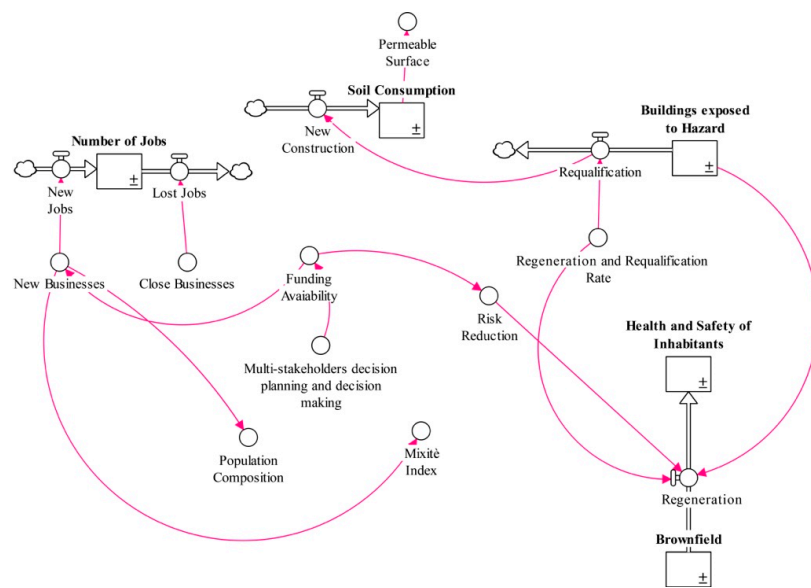 Permeable
Surface
Soil Consumption
±
New
Construction
Buildings exposed
to Hazard
±
Requalification
Number of Jobs
±
New
Jobs
Lost Jobs
New Businesses
Close Businesses
Funding
Avaiability
Regeneration and Requalification
Rate
Risk
Reduction
Multi-stakeholders decision
planning and decision
making
Health and Safety of
Inhabitants
±
Population
Composition
Mixitè
Index
Regeneration
Brownfield
±